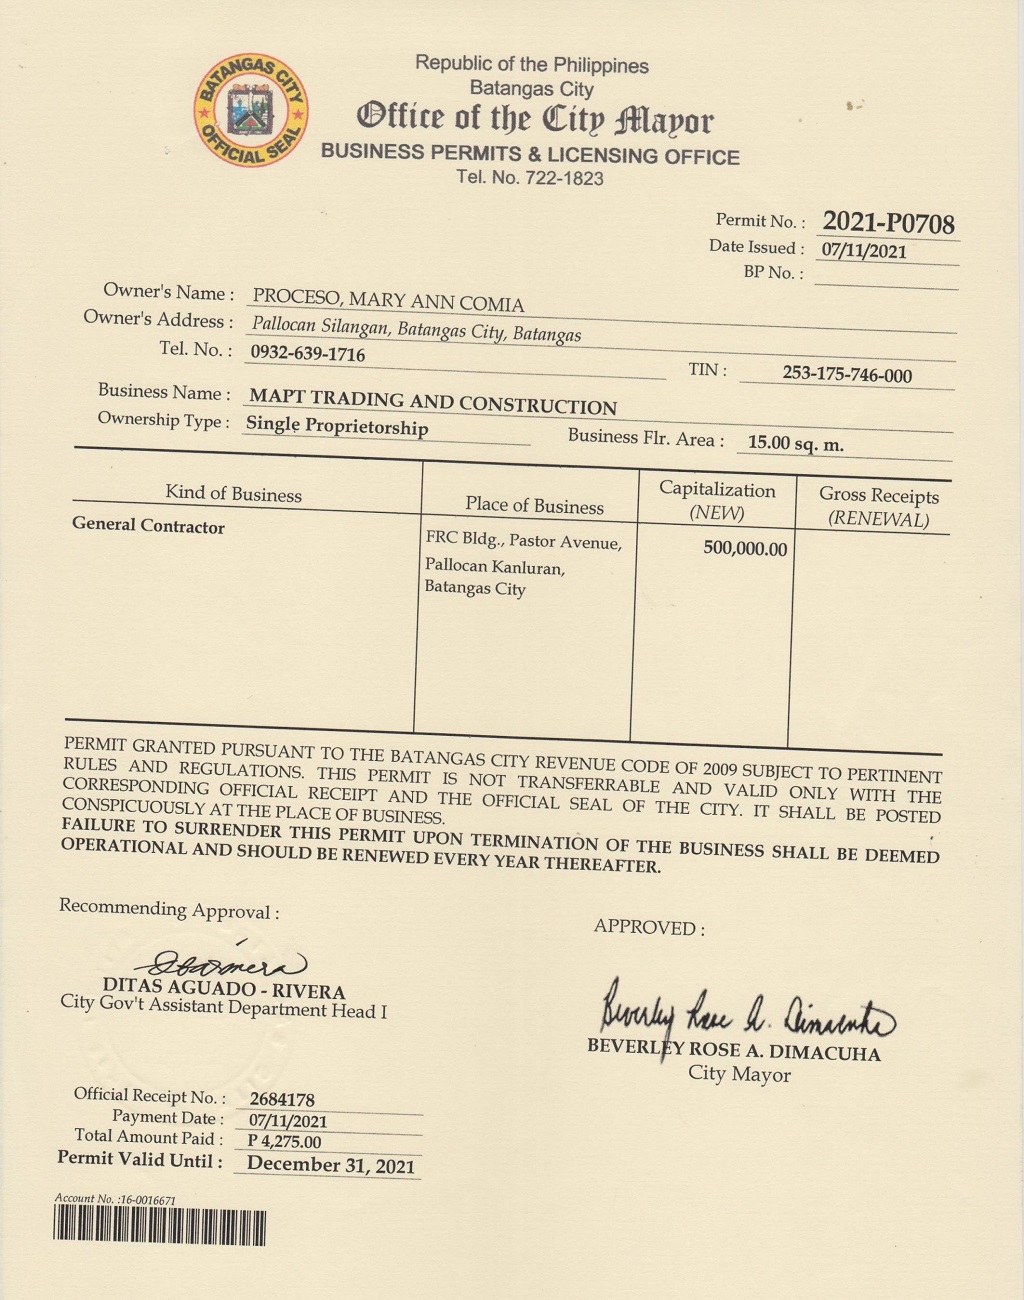 BATANGAS CITY
OFFICIAL SEAL
Republic of the Philippines
Batangas City
Office of the City Mayor
BUSINESS PERMITS & LICENSING OFFICE
Tel. No. 722-1823
Permit No. : 2021-P0708
Date Issued : 07/11/2021
BP No. :
Owner's Name : PROCESO, MARY ANN COMIA
Owner's Address : Pallocan Silangan, Batangas City, Batangas
Tel. No. : 0932-639-1716 TIN : 253-175-746-000
Business Name : MAPT TRADING AND CONSTRUCTION
Ownership Type : Single Proprietorship Business Flr. Area : 15.00 sq. m.
Kind of Business Place of Business Capitalization (NEW) Gross Receipts (RENEWAL)
General Contractor FRC Bldg., Pastor Avenue, 500,000.00
Pallocan Kanluran,
Batangas City
PERMIT GRANTED PURSUANT TO THE BATANGAS CITY REVENUE CODE OF 2009 SUBJECT TO PERTINENT
RULES AND REGULATIONS. THIS PERMIT IS NOT TRANSFERRABLE AND VALID ONLY WITH THE
CORRESPONDING OFFICIAL RECEIPT AND THE OFFICIAL SEAL OF THE CITY. IT SHALL BE POSTED
CONSPICUOUSLY AT THE PLACE OF BUSINESS.
FAILURE TO SURRENDER THIS PERMIT UPON TERMINATION OF THE BUSINESS SHALL BE DEEMED
OPERATIONAL AND SHOULD BE RENEWED EVERY YEAR THEREAFTER.
Recommending Approval :
DITAS AGUADO - RIVERA
City Gov't Assistant Department Head I
APPROVED :
Beverley Rose A. Dimacuha
BEVERLEY ROSE A. DIMACUHA
City Mayor
Official Receipt No. : 2684178
Payment Date : 07/11/2021
Total Amount Paid : P 4,275.00
Permit Valid Until : December 31, 2021
Account No. :16-0016671